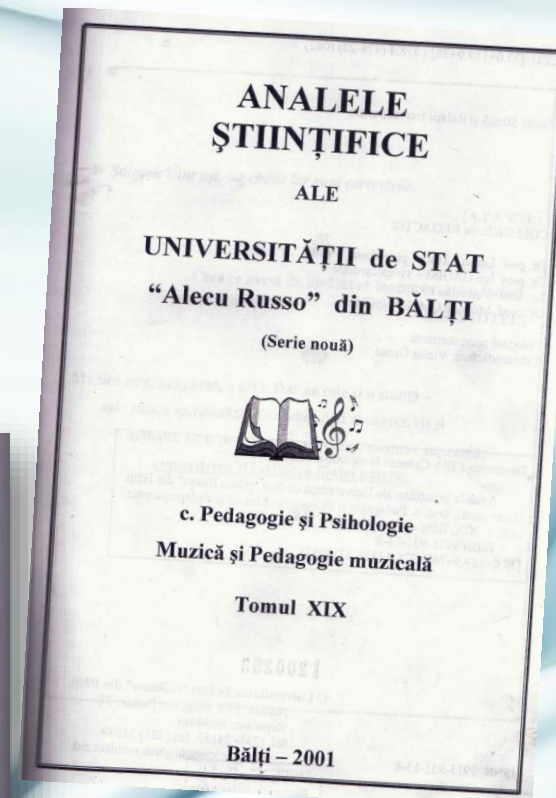 ANALELE
ŞTIINŢIFICE
ALE
UNIVERSITĂŢII de STAT
“Alecu Russo” din BĂLŢI
(Serie nouă)
c. Pedagogie şi Psihologie
Muzică şi Pedagogie muzicală
Tomul XIX
Bălţi – 2001